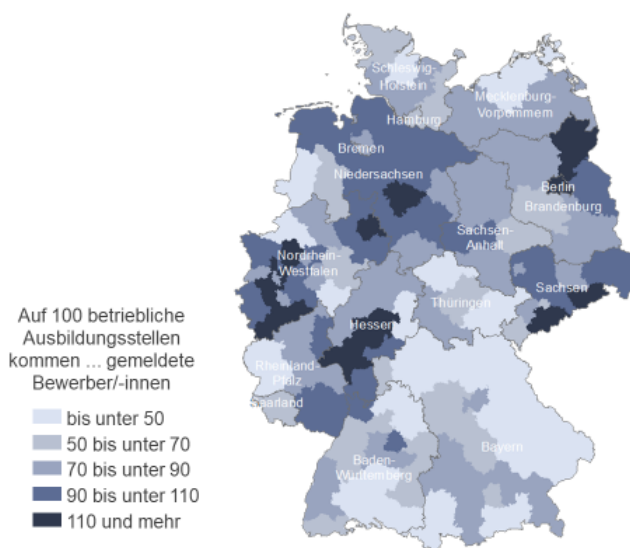 Schleswig-
Holstein
Mecklenburg-
Vorpommern
Hamburg
Bremen
Niedersachsen
Berlin
Brandenburg
Sachsen-
Anhalt
Nordrhein-
Westfalen
Sachsen
Thüringen
Hessen
Rheinland-
Pfalz
Saarland
Bayern
Baden-
Württemberg
Auf 100 betriebliche
Ausbildungsstellen
kommen ... gemeldete
Bewerber/-innen
bis unter 50
50 bis unter 70
70 bis unter 90
90 bis unter 110
110 und mehr